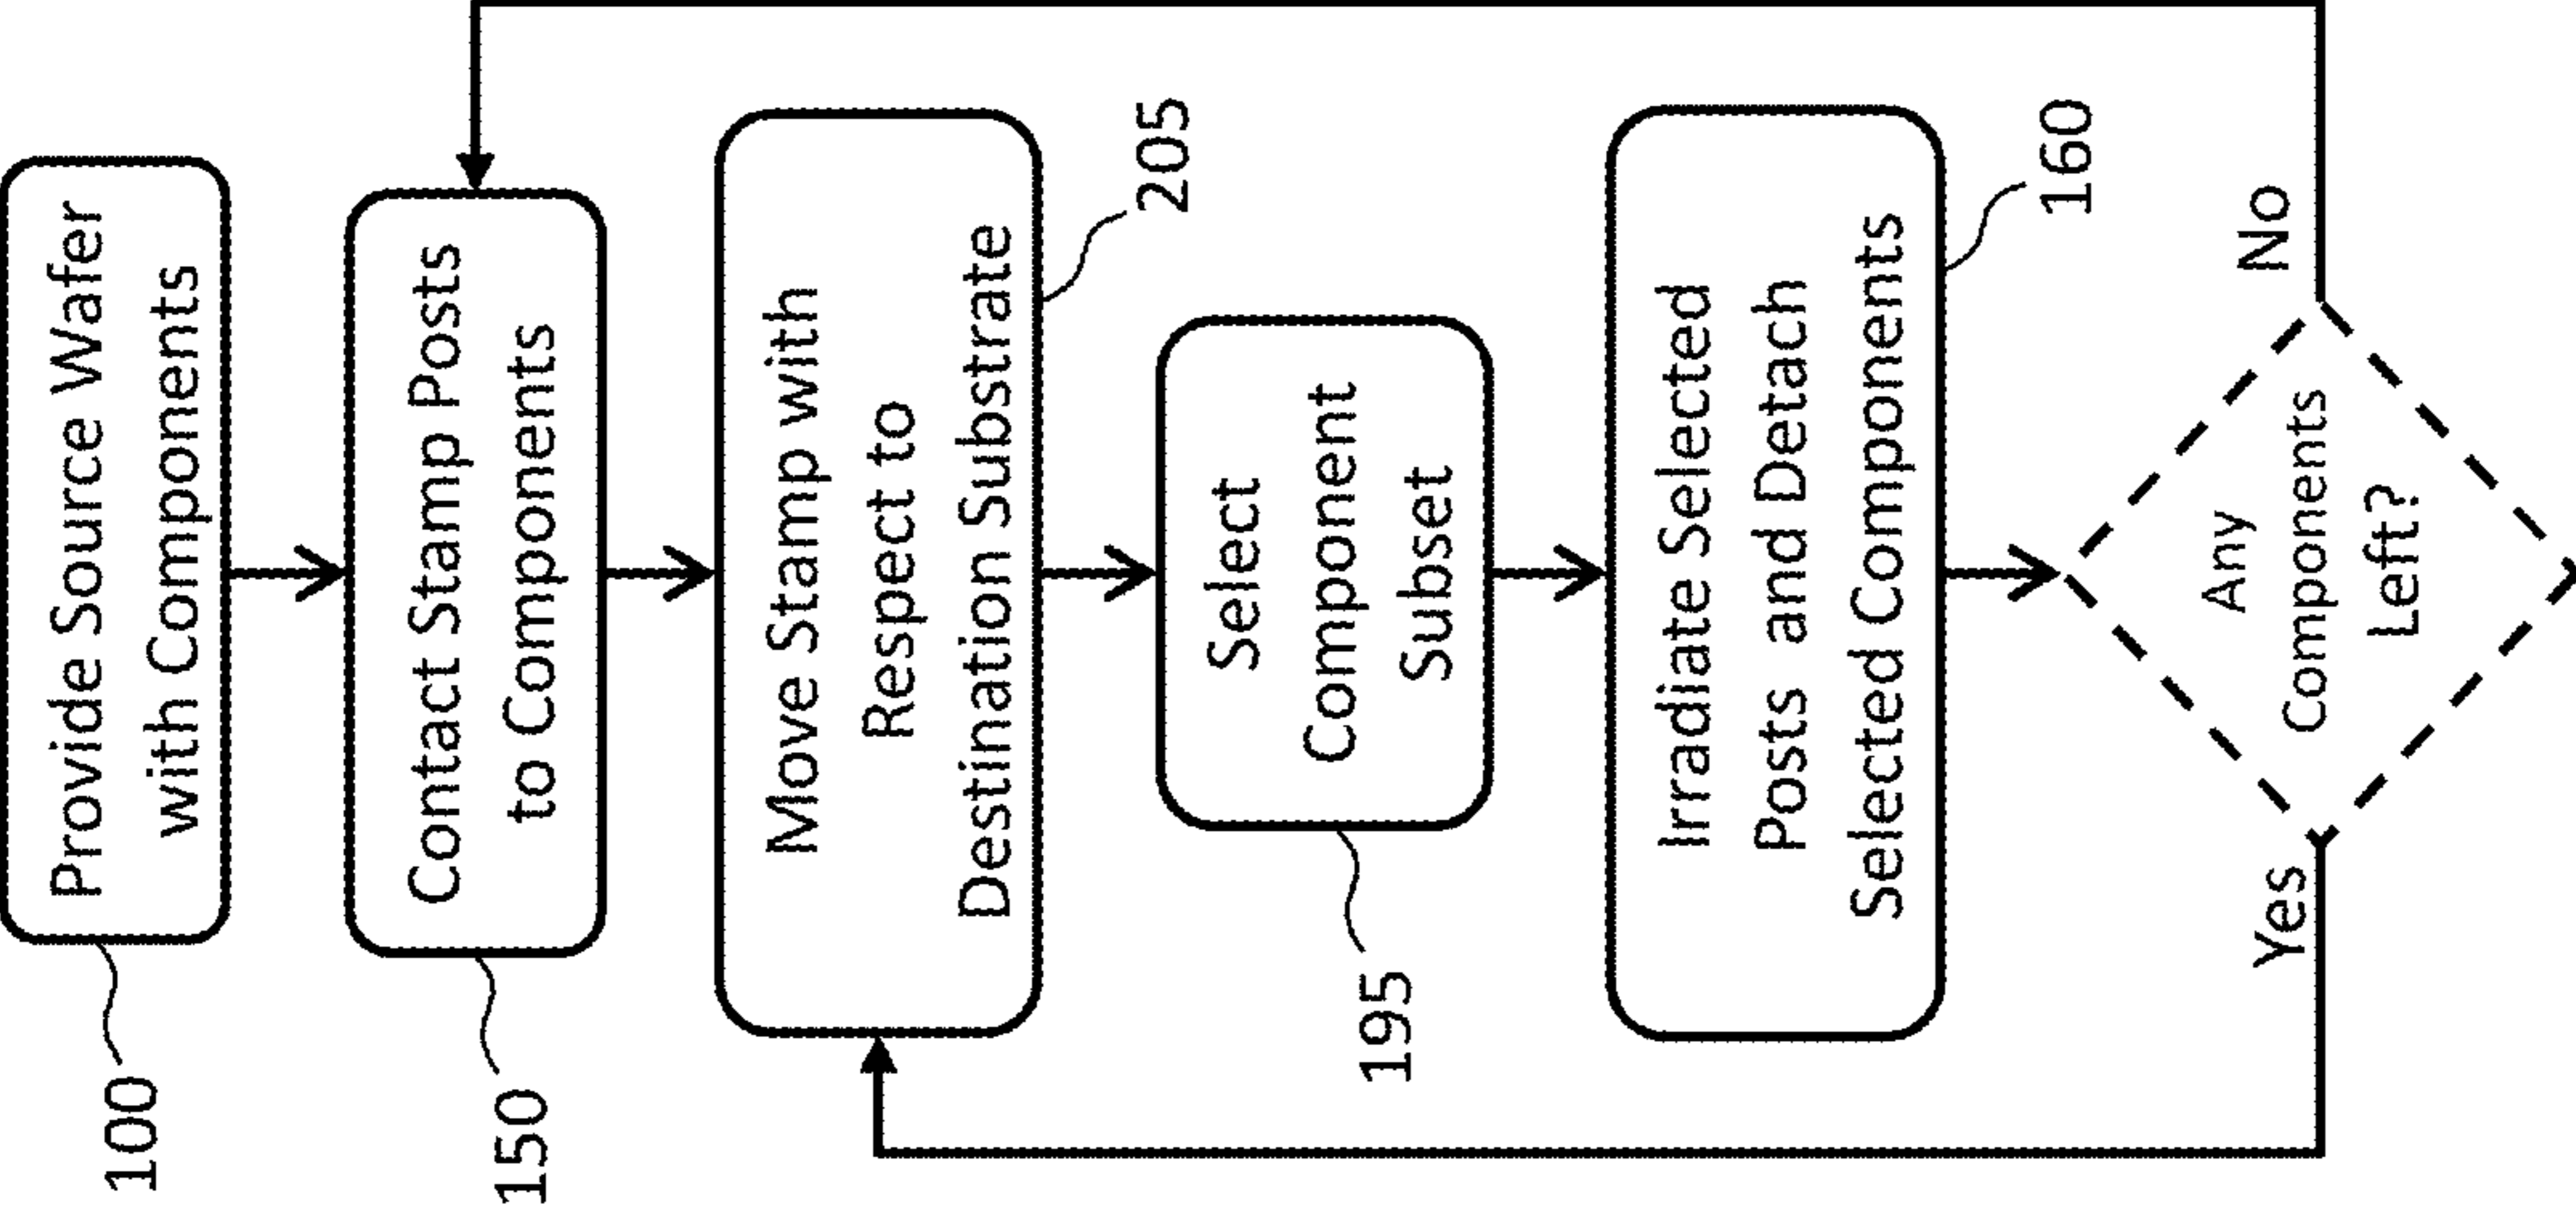 100
Provide Source Wafer
with Components
150
Contact Stamp Posts
to Components
Move Stamp with
Respect to
Destination Substrate
205
195
Select
Component
Subset
Irradiate Selected
Posts and Detach
Selected Components
160
Yes
Any
Components
Left?
No